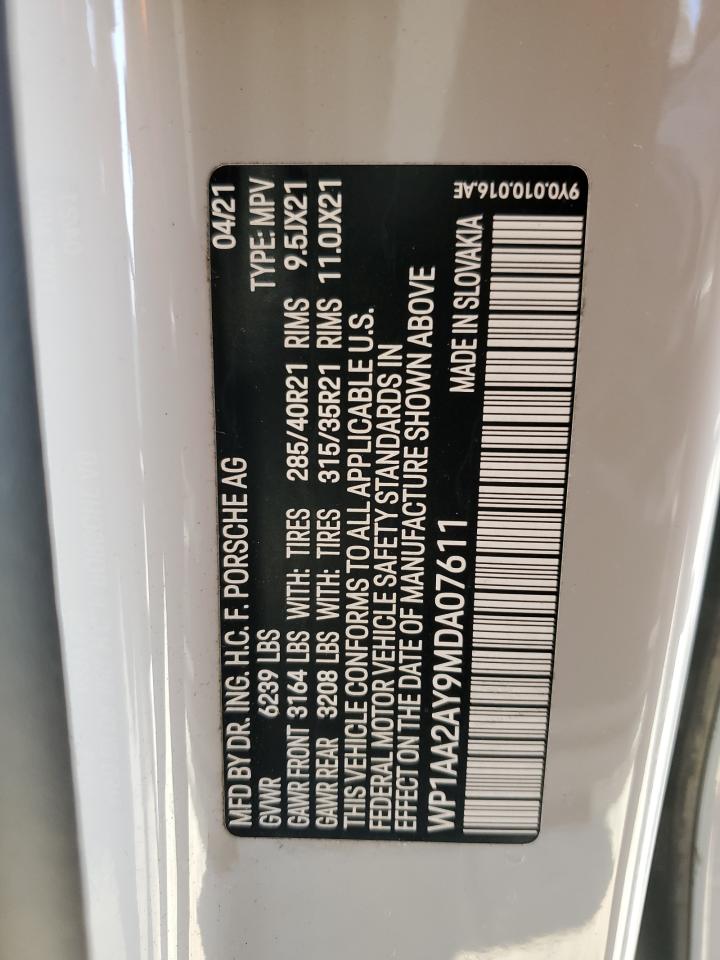 MFD BY DR. ING. H.C. F. PORSCHE AG 04/21
GVWR 6239 LBS TYPE: MPV
GAWR FRONT 3164 LBS WITH: TIRES 285/40R21 RIMS 9.5JX21
GAWR REAR 3208 LBS WITH: TIRES 315/35R21 RIMS 11.0JX21
THIS VEHICLE CONFORMS TO ALL APPLICABLE U.S.
FEDERAL MOTOR VEHICLE SAFETY STANDARDS IN
EFFECT ON THE DATE OF MANUFACTURE SHOWN ABOVE
WP1AA2AY9MDA07611
MADE IN SLOVAKIA
9Y0.010.016.AE